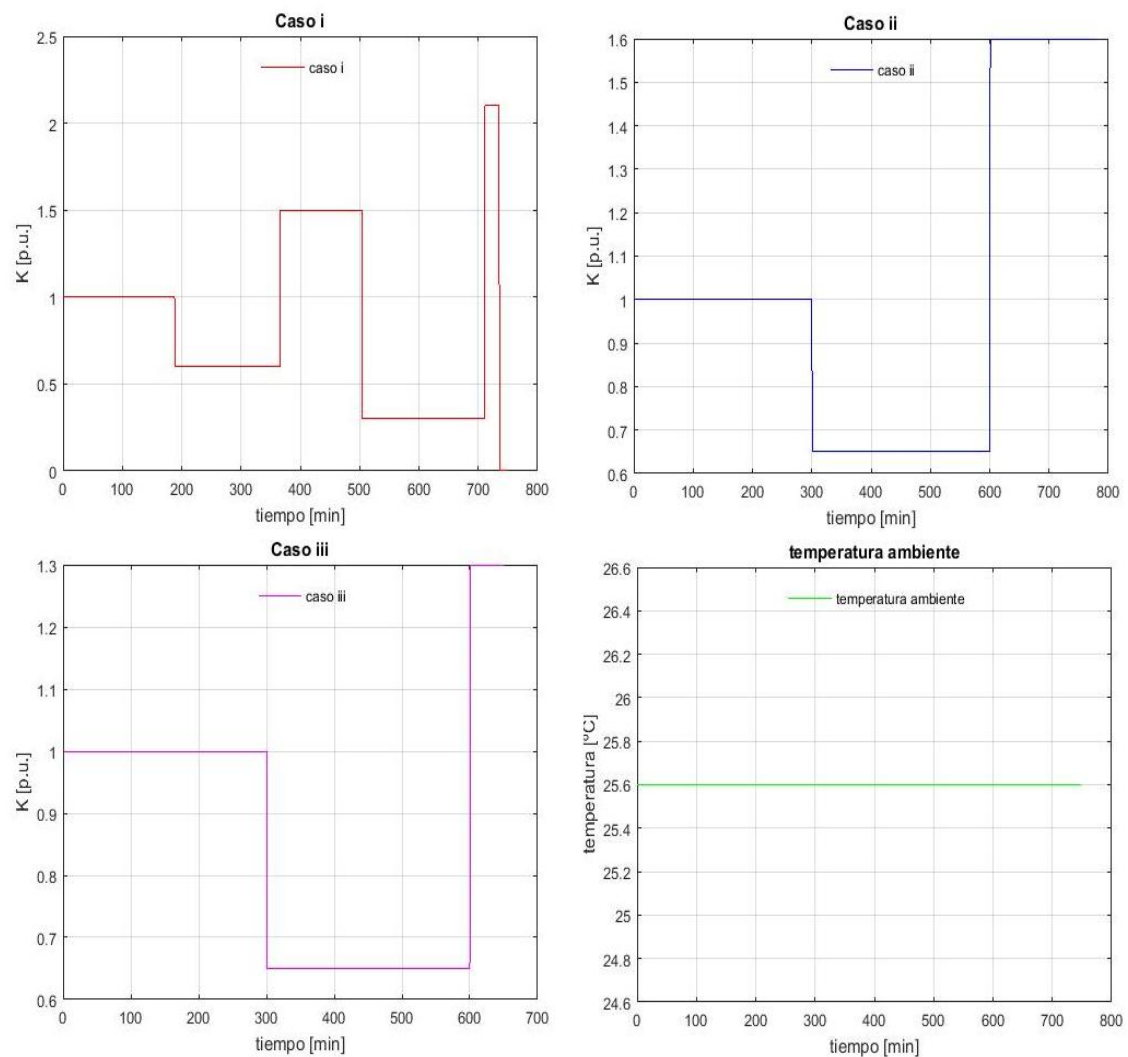 Caso i
2.5
2
1.5
1
0.5
0
K [p.u.]
caso i
0 100 200 300 400 500 600 700 800
tiempo [min]
Caso ii
1.6
1.5
1.4
1.3
1.2
1.6
1.1
1
0.9
0.8
0.7
0.6
K [p.u.]
caso ii
0 100 200 300 400 500 600 700 800
tiempo [min]
Caso iii
1.3
1.2
1.1
1
0.9
0.8
0.7
0.6
K [p.u.]
caso iii
0 100 200 300 400 500 600 700
tiempo [min]
temperatura ambiente
26.6
26.4
26.2
26
25.8
25.6
25.4
25.2
25
24.8
24.6
temperatura [°C]
temperatura ambiente
0 100 200 300 400 500 600 700 800
tiempo [min]